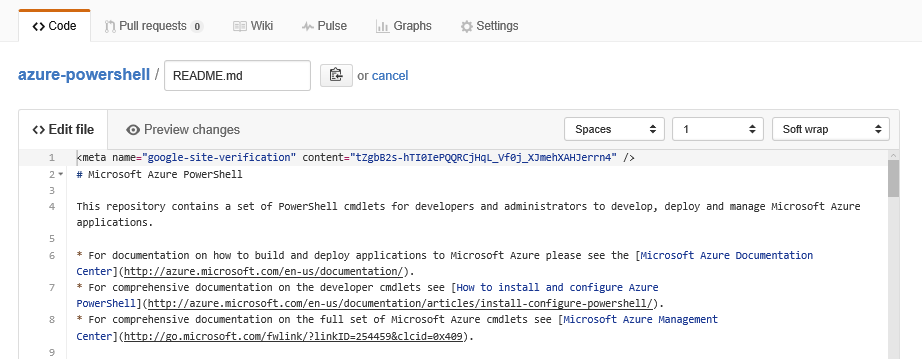 Code Pull requests 0 Wiki Pulse Graphs Settings
azure-powershell / README.md or cancel
Edit file Preview changes Spaces 1 Soft wrap
1 <meta name="google-site-verification" content="tZgbB2s-hTI0IePQQRCjHqL_Vf0j_XJmehXAHJerrn4" />
2 # Microsoft Azure PowerShell
3
4 This repository contains a set of PowerShell cmdlets for developers and administrators to develop, deploy and manage Microsoft Azure
applications.
5
6 * For documentation on how to build and deploy applications to Microsoft Azure please see the [Microsoft Azure Documentation
Center](http://azure.microsoft.com/en-us/documentation/).
7 * For comprehensive documentation on the developer cmdlets see [How to install and configure Azure
PowerShell](http://azure.microsoft.com/en-us/documentation/articles/install-configure-powershell/).
8 * For comprehensive documentation on the full set of Microsoft Azure cmdlets see [Microsoft Azure Management
Center](http://go.microsoft.com/fwlink/?linkID=254459&clcid=0x409).
9